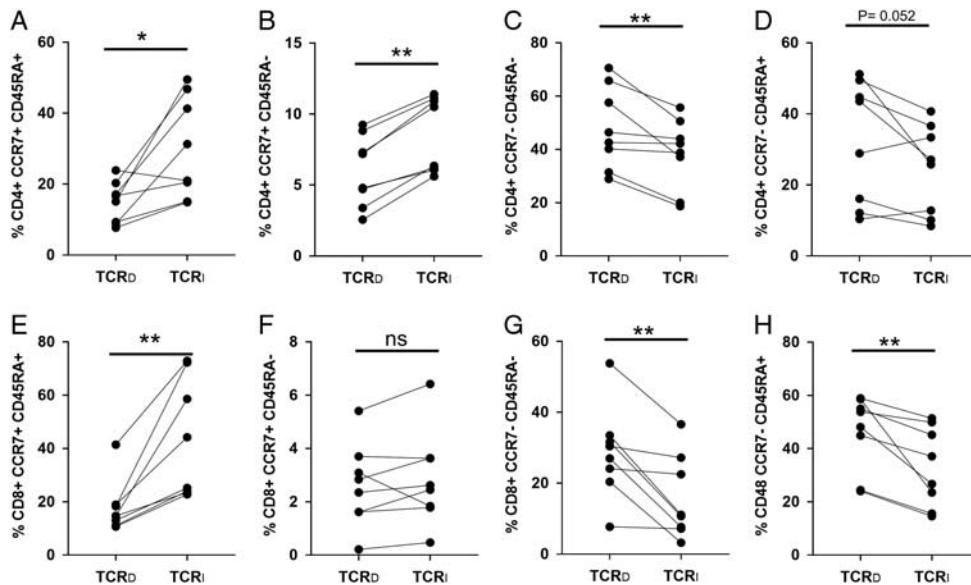 A
B
C
D
*
**
**
P= 0.052
% CD4+ CCR7+ CD45RA+
60
40
20
0
TCRD
TCRI
% CD4+ CCR7+ CD45RA-
15
10
5
0
TCRD
TCRI
% CD4+ CCR7- CD45RA-
80
60
40
20
0
TCRD
TCRI
% CD4+ CCR7- CD45RA+
60
40
20
0
TCRD
TCRI
E
F
G
H
**
ns
**
**
% CD8+ CCR7+ CD45RA+
80
60
40
20
0
TCRD
TCRI
% CD8+ CCR7+ CD45RA-
8
6
4
2
0
TCRD
TCRI
% CD8+ CCR7- CD45RA-
60
40
20
0
TCRD
TCRI
% CD48 CCR7- CD45RA+
80
60
40
20
0
TCRD
TCRI